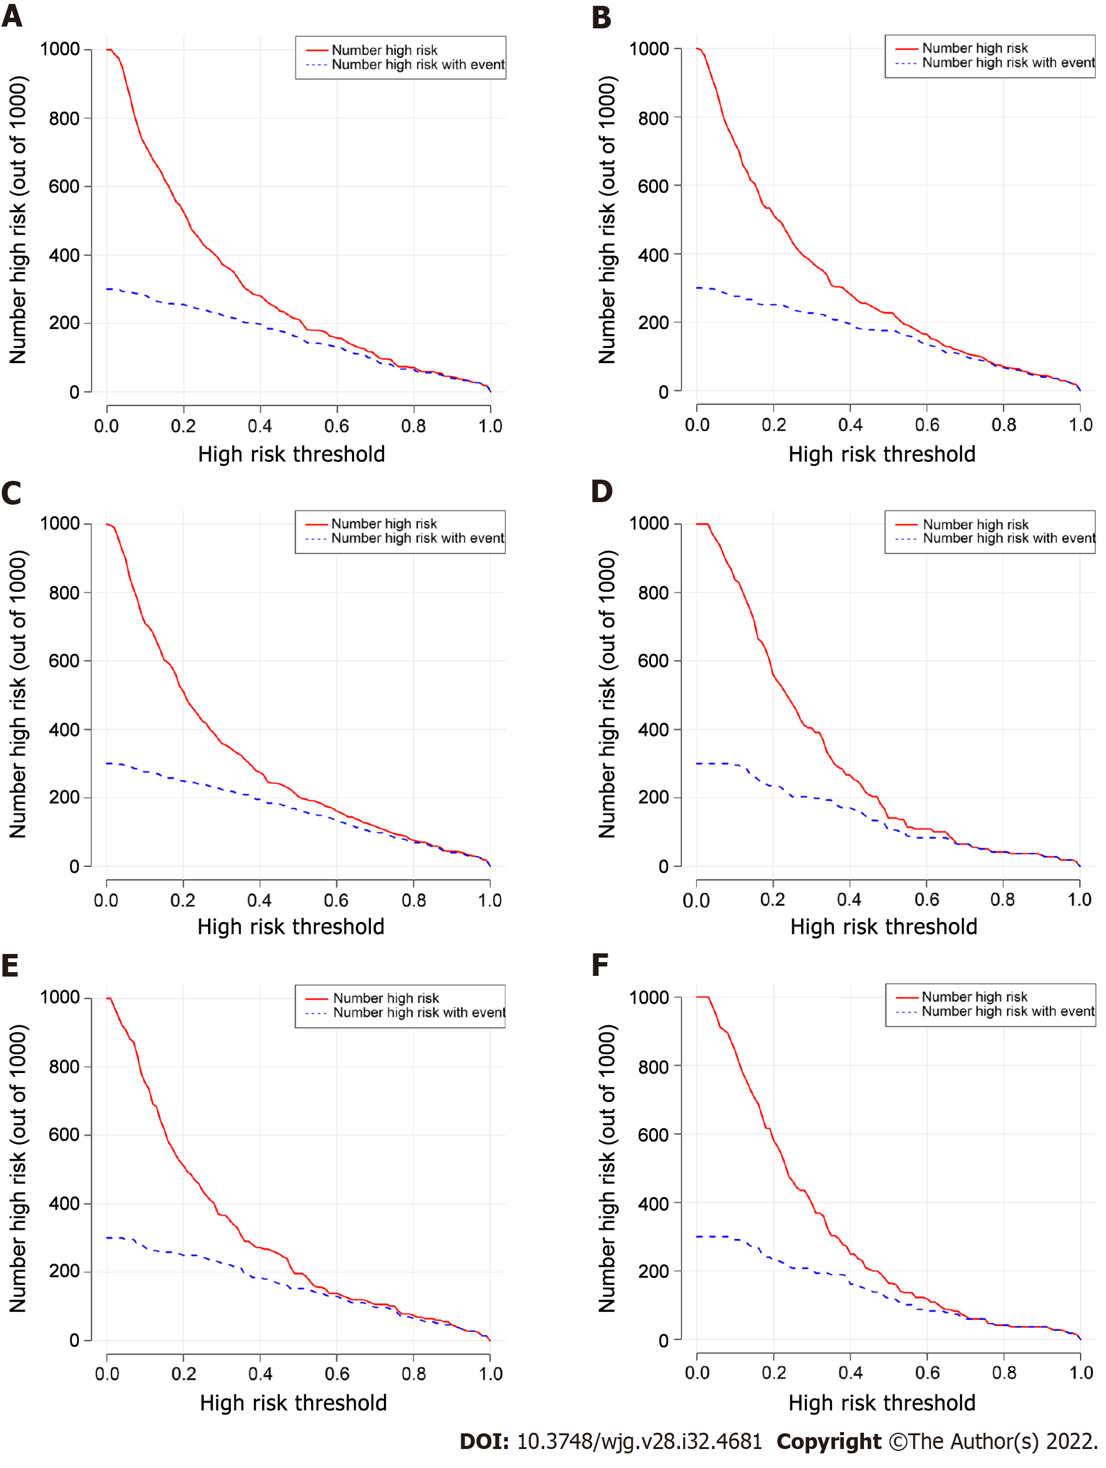 A
Number high risk (out of 1000)
1000
800
600
400
200
0
Number high risk
Number high risk with event
0.0 0.2 0.4 0.6 0.8 1.0
High risk threshold
B
Number high risk (out of 1000)
1000
800
600
400
200
0
Number high risk
Number high risk with event
0.0 0.2 0.4 0.6 0.8 1.0
High risk threshold
C
Number high risk (out of 1000)
1000
800
600
400
200
0
Number high risk
Number high risk with event
0.0 0.2 0.4 0.6 0.8 1.0
High risk threshold
D
Number high risk (out of 1000)
1000
800
600
400
200
0
Number high risk
Number high risk with event
0.0 0.2 0.4 0.6 0.8 1.0
High risk threshold
E
Number high risk (out of 1000)
1000
800
600
400
200
0
Number high risk
Number high risk with event
0.0 0.2 0.4 0.6 0.8 1.0
High risk threshold
F
Number high risk (out of 1000)
1000
800
600
400
200
0
Number high risk
Number high risk with event
0.0 0.2 0.4 0.6 0.8 1.0
High risk threshold
DOI: 10.3748/wjg.v28.i32.4681 Copyright ©The Author(s) 2022.